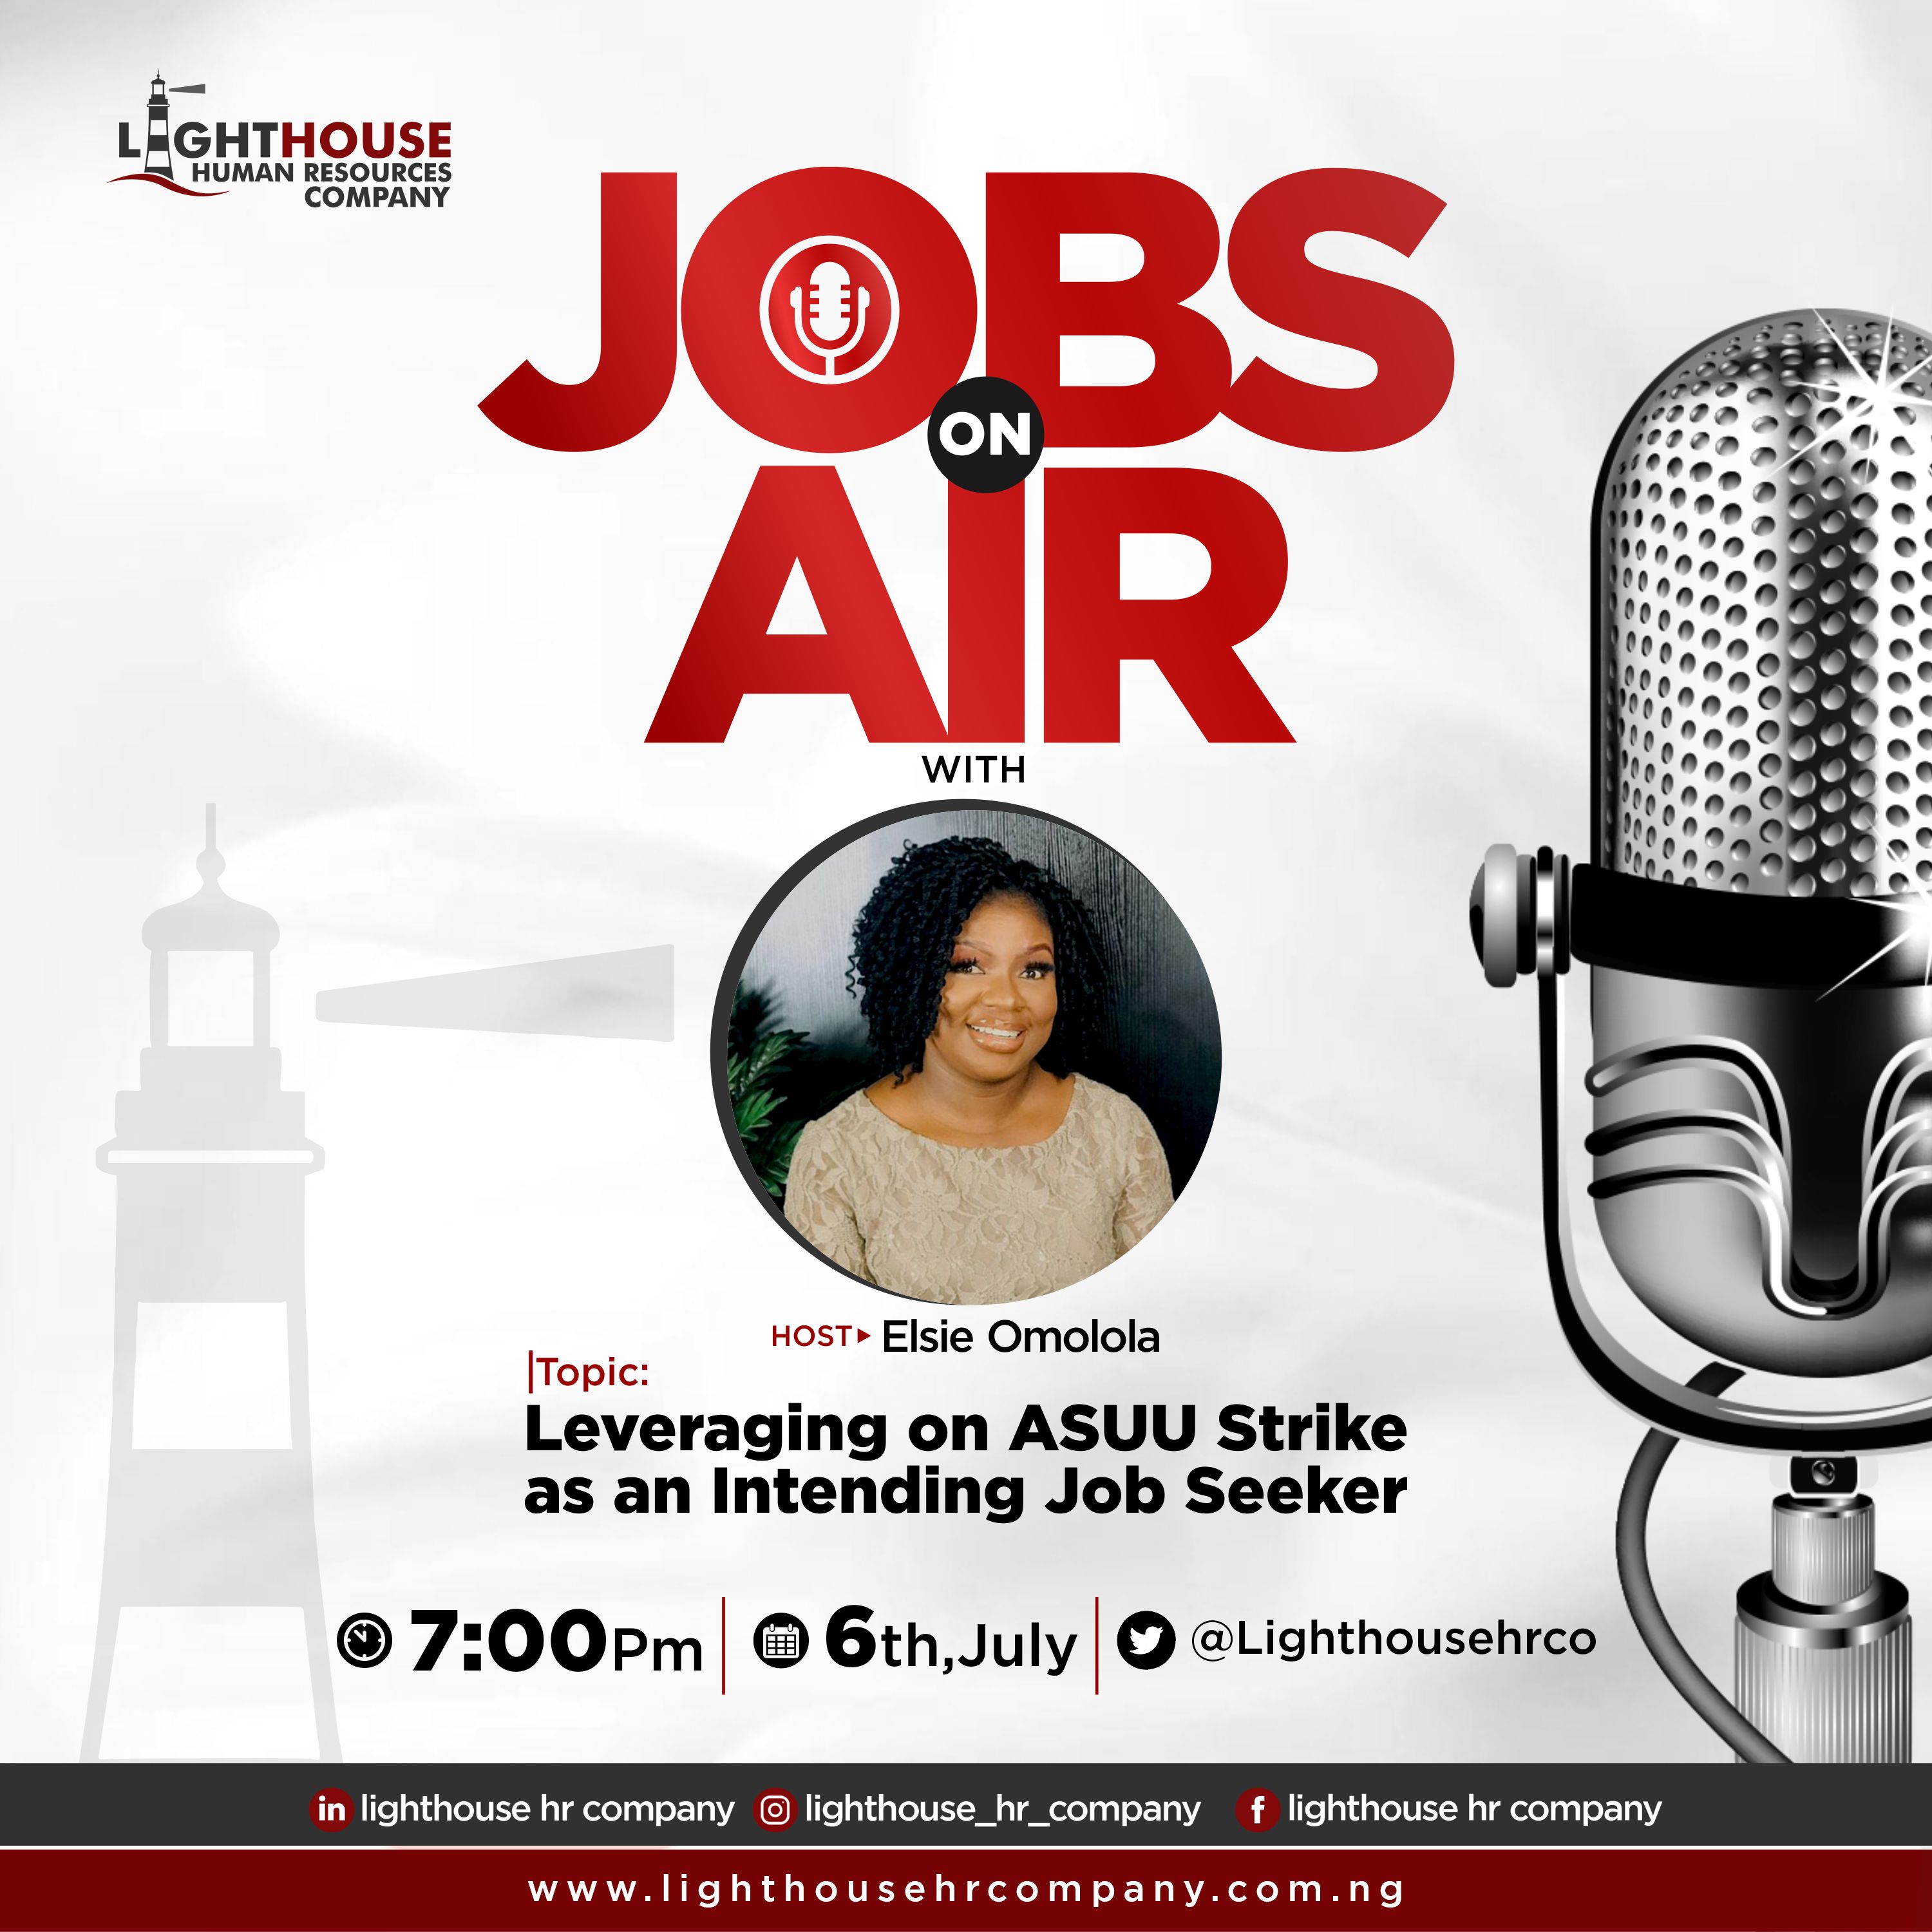 LIGHTHOUSE
HUMAN RESOURCES
COMPANY
JOBS
ON
AIR
WITH
HOST Elsie Omolola
|Topic:
Leveraging on ASUU Strike
as an Intending Job Seeker
7:00Pm | 6th,July | @Lighthousehrco
in lighthouse hr company lighthouse_hr_company f lighthouse hr company
www.lighthousehrcompany.com.ng